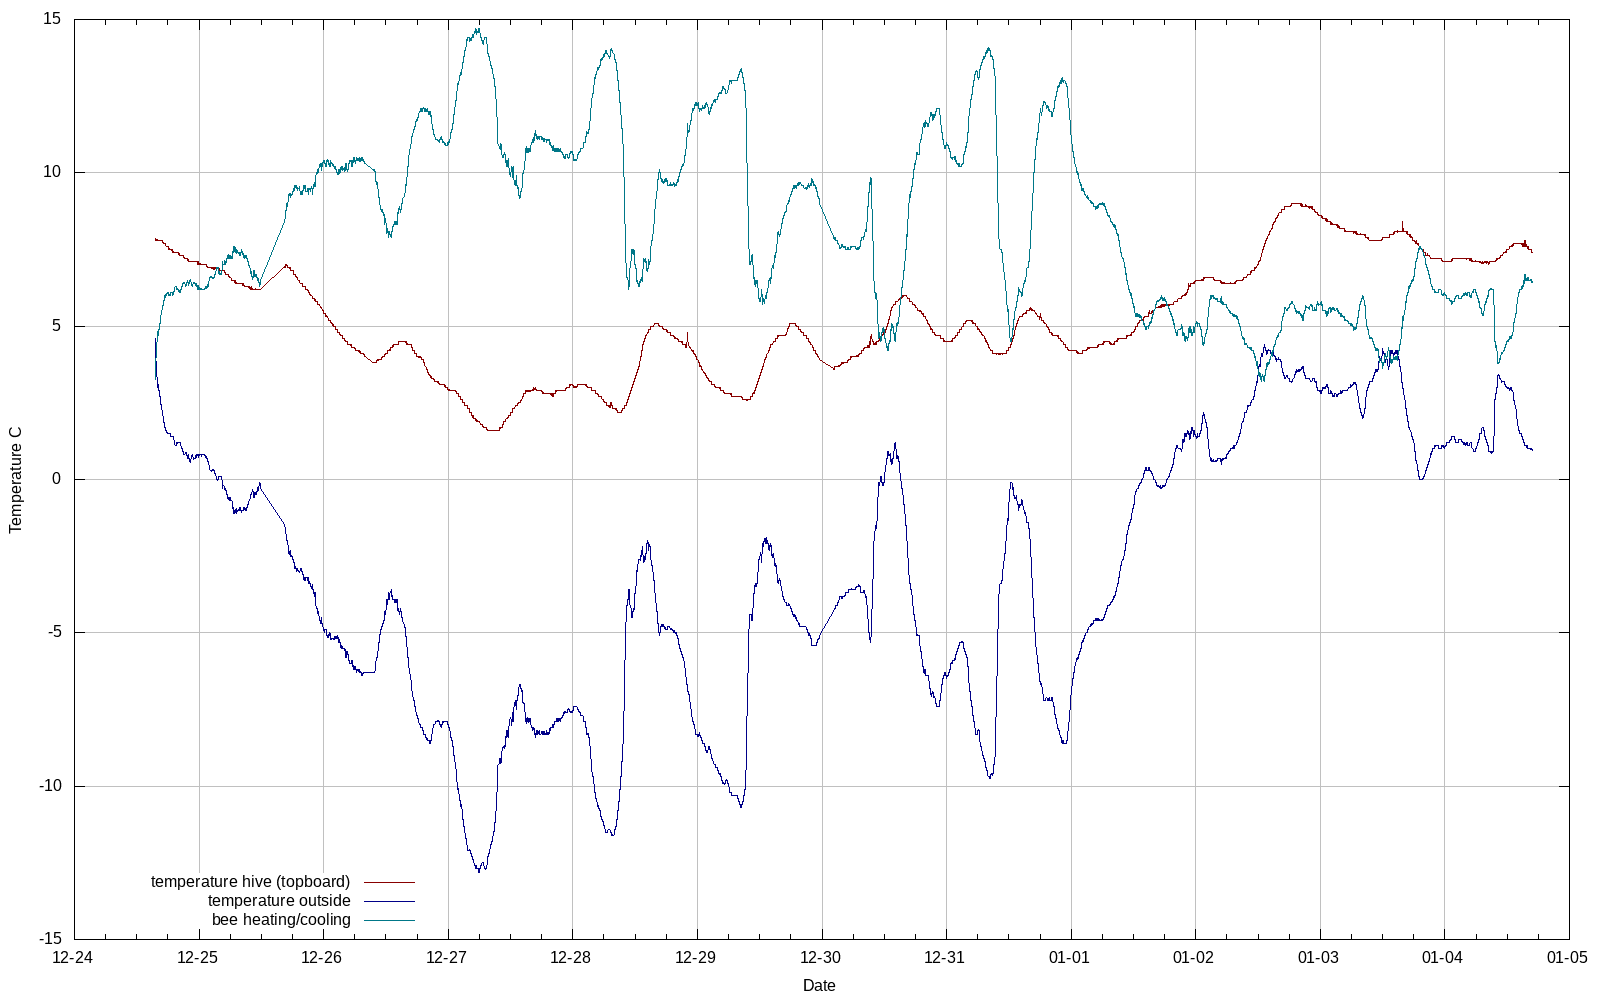 15
10
5
0
-5
-10
-15
Temperature C
temperature hive (topboard)
temperature outside
bee heating/cooling
12-24 12-25 12-26 12-27 12-28 12-29 12-30 12-31 01-01 01-02 01-03 01-04 01-05
Date